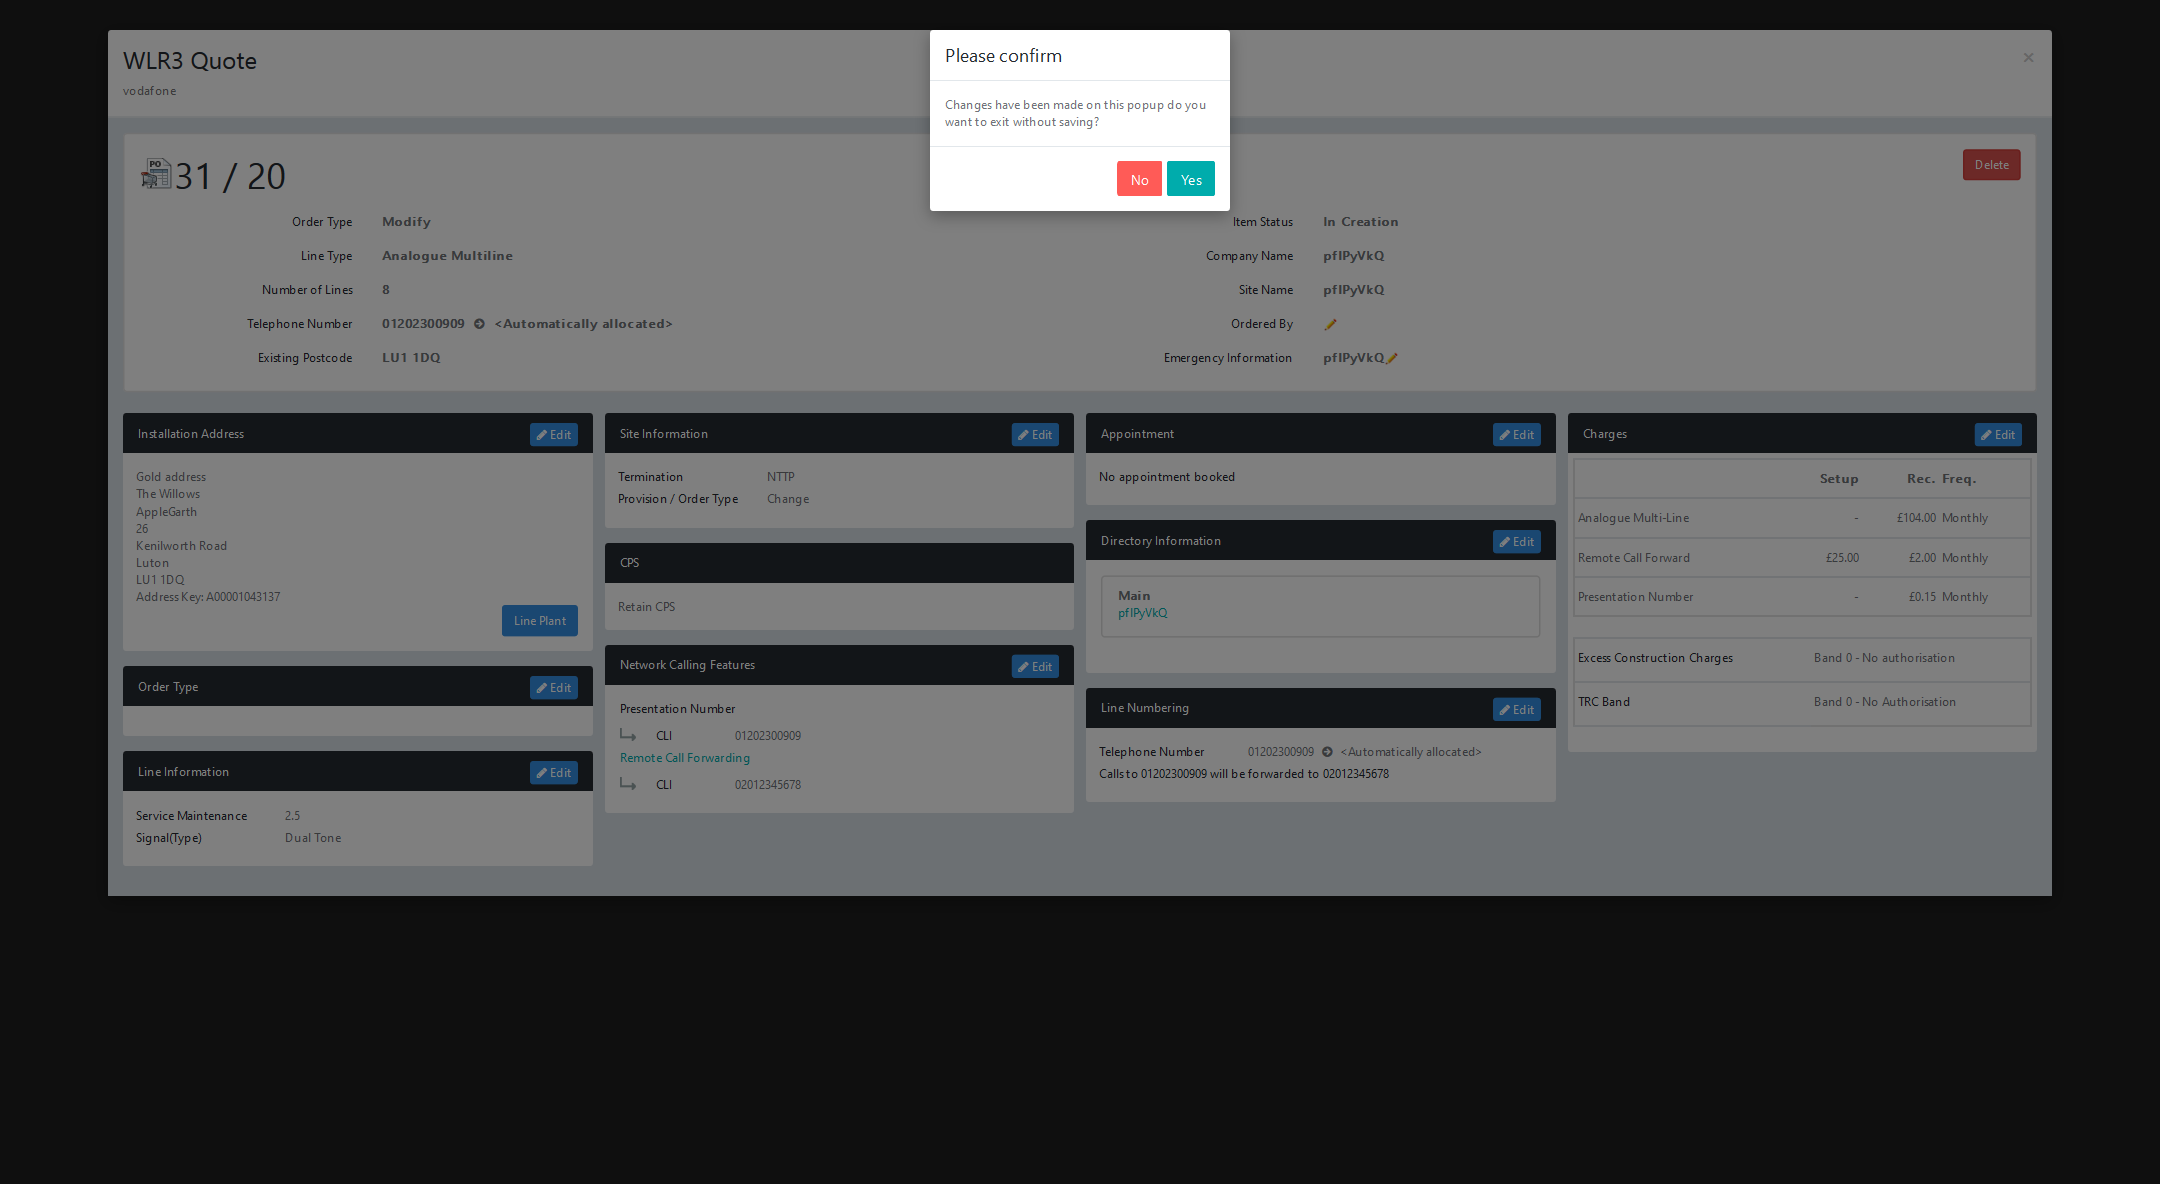 WLR3 Quote
vodafone
×
Please confirm
Changes have been made on this popup do you
want to exit without saving?
No
Yes
PO
31 / 20
Delete
Order Type Modify
Line Type Analogue Multiline
Number of Lines 8
Telephone Number 01202300909 <Automatically allocated>
Existing Postcode LU1 1DQ
Item Status In Creation
Company Name pfIPyVkQ
Site Name pfIPyVkQ
Ordered By
Emergency Information pfIPyVkQ
Installation Address Edit
Gold address
The Willows
AppleGarth
26
Kenilworth Road
Luton
LU1 1DQ
Address Key: A00001043137
Line Plant
Order Type Edit
Line Information Edit
Service Maintenance 2.5
Signal(Type) Dual Tone
Site Information Edit
Termination NTTP
Provision / Order Type Change
CPS
Retain CPS
Network Calling Features Edit
Presentation Number
CLI 01202300909
Remote Call Forwarding
CLI 02012345678
Appointment Edit
No appointment booked
Directory Information Edit
Main
pfIPyVkQ
Line Numbering Edit
Telephone Number 01202300909 <Automatically allocated>
Calls to 01202300909 will be forwarded to 02012345678
Charges Edit
Setup Rec. Freq.
Analogue Multi-Line - £104.00 Monthly
Remote Call Forward £25.00 £2.00 Monthly
Presentation Number - £0.15 Monthly
Excess Construction Charges Band 0 - No authorisation
TRC Band Band 0 - No Authorisation